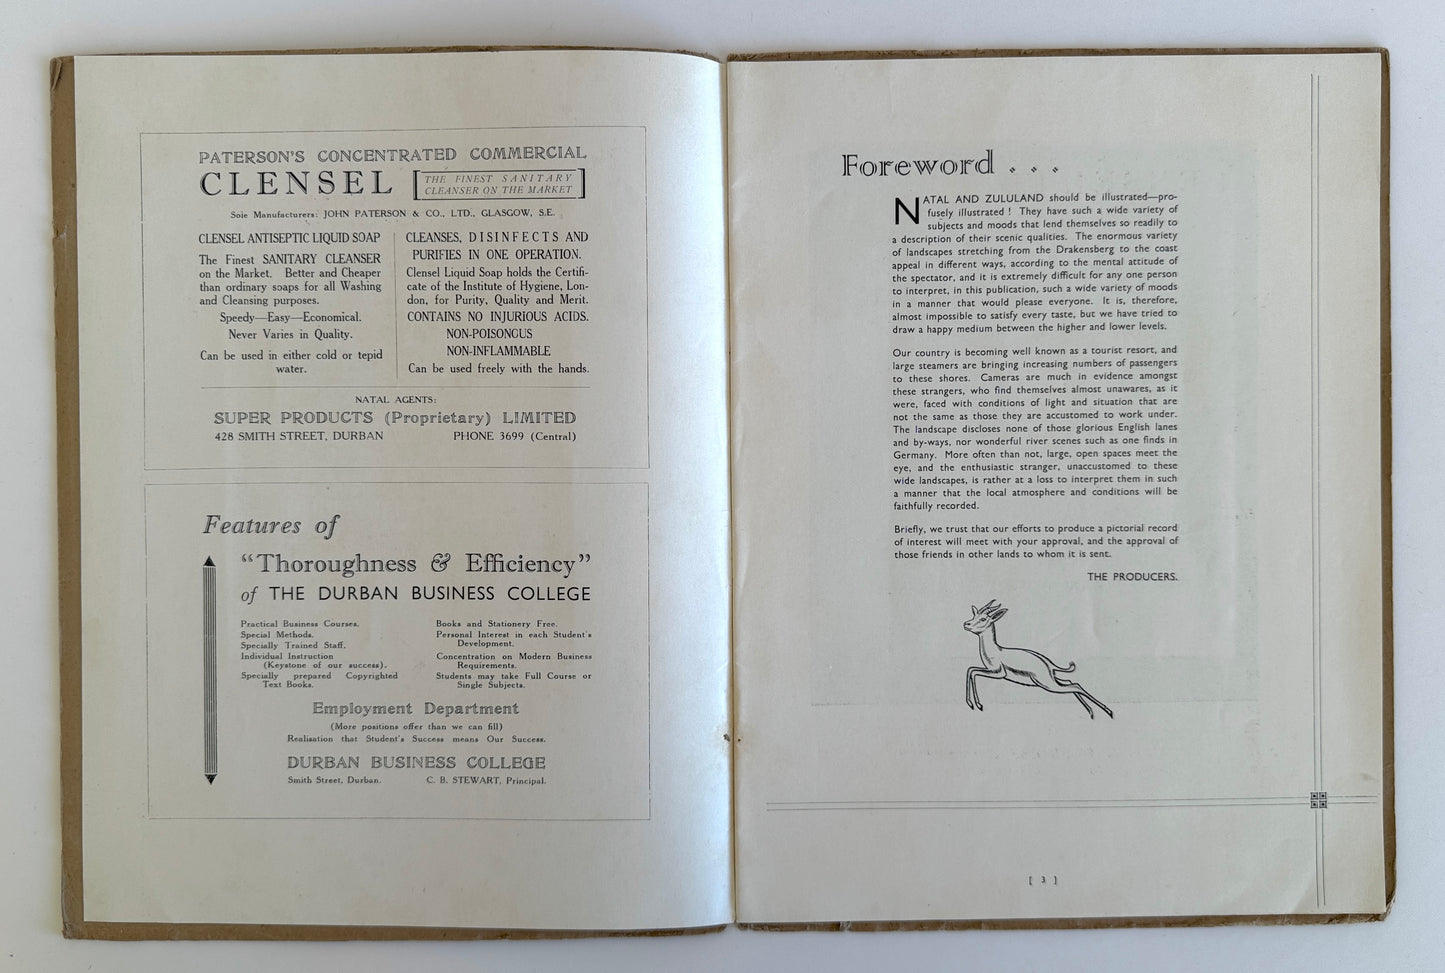 PATERSON'S CONCENTRATED COMMERCIAL
CLENSEL
THE FINEST SANITARY
CLEANSER ON THE MARKET
Soie Manufacturers: JOHN PATERSON & CO., LTD., GLASGOW, S.E.
CLENSEL ANTISEPTIC LIQUID SOAP
The Finest SANITARY CLEANSER
on the Market. Better and Cheaper
than ordinary soaps for all Washing
and Cleansing purposes.
Speedy—Easy—Economical.
Never Varies in Quality.
Can be used in either cold or tepid
water.
CLEANSES, DISINFECTS AND
PURIFIES IN ONE OPERATION.
Clensel Liquid Soap holds the Certifi-
cate of the Institute of Hygiene, Lon-
don, for Purity, Quality and Merit.
CONTAINS NO INJURIOUS ACIDS.
NON-POISONOUS
NON-INFLAMMABLE
Can be used freely with the hands.
NATAL AGENTS:
SUPER PRODUCTS (Proprietary) LIMITED
428 SMITH STREET, DURBAN PHONE 3699 (Central)
Features of
"Thoroughness & Efficiency"
of THE DURBAN BUSINESS COLLEGE
Practical Business Courses.
Special Methods.
Specially Trained Staff.
Individual Instruction
(Keystone of our success).
Specially prepared Copyrighted
Text Books.
Books and Stationery Free.
Personal Interest in each Student's
Development.
Concentration on Modern Business
Requirements.
Students may take Full Course or
Single Subjects.
Employment Department
(More positions offer than we can fill)
Realisation that Student's Success means Our Success.
DURBAN BUSINESS COLLEGE
Smith Street, Durban. C. B. STEWART, Principal.
Foreword . . .
NATAL AND ZULULAND should be illustrated—pro-
fusely illustrated ! They have such a wide variety of
subjects and moods that lend themselves so readily to
a description of their scenic qualities. The enormous variety
of landscapes stretching from the Drakensberg to the coast
appeal in different ways, according to the mental attitude of
the spectator, and it is extremely difficult for any one person
to interpret, in this publication, such a wide variety of moods
in a manner that would please everyone. It is, therefore,
almost impossible to satisfy every taste, but we have tried to
draw a happy medium between the higher and lower levels.
Our country is becoming well known as a tourist resort, and
large steamers are bringing increasing numbers of passengers
to these shores. Cameras are much in evidence amongst
these strangers, who find themselves almost unawares, as it
were, faced with conditions of light and situation that are
not the same as those they are accustomed to work under.
The landscape discloses none of those glorious English lanes
and by-ways, nor wonderful river scenes such as one finds in
Germany. More often than not, large, open spaces meet the
eye, and the enthusiastic stranger, unaccustomed to these
wide landscapes, is rather at a loss to interpret them in such
a manner that the local atmosphere and conditions will be
faithfully recorded.
Briefly, we trust that our efforts to produce a pictorial record
of interest will meet with your approval, and the approval of
those friends in other lands to whom it is sent.
THE PRODUCERS.
[ 3 ]